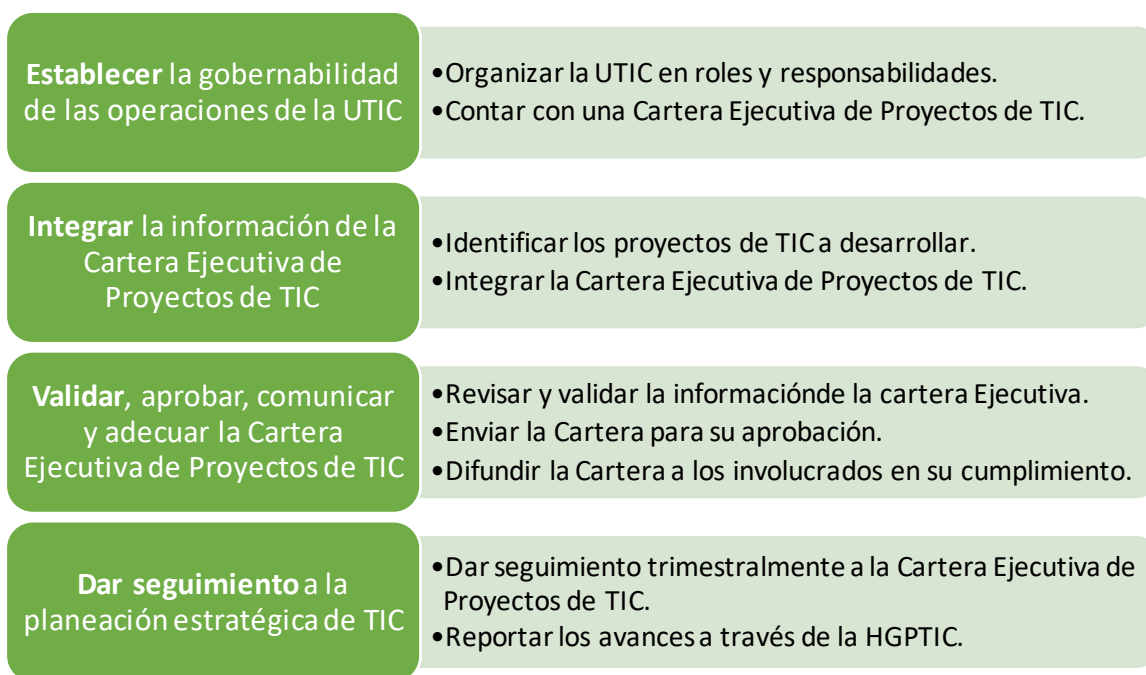 Establecer la gobernabilidad
de las operaciones de la UTIC
•Organizar la UTIC en roles y responsabilidades.
•Contar con una Cartera Ejecutiva de Proyectos de TIC.
Integrar la información de la
Cartera Ejecutiva de
Proyectos de TIC
•Identificar los proyectos de TIC a desarrollar.
•Integrar la Cartera Ejecutiva de Proyectos de TIC.
Validar, aprobar, comunicar
y adecuar la Cartera
Ejecutiva de Proyectos de TIC
•Revisar y validar la informaciónde la cartera Ejecutiva.
•Enviar la Cartera para su aprobación.
•Difundir la Cartera a los involucrados en su cumplimiento.
Dar seguimiento a la
planeación estratégica de TIC
•Dar seguimiento trimestralmente a la Cartera Ejecutiva de
Proyectos de TIC.
•Reportar los avances a través de la HGPTIC.